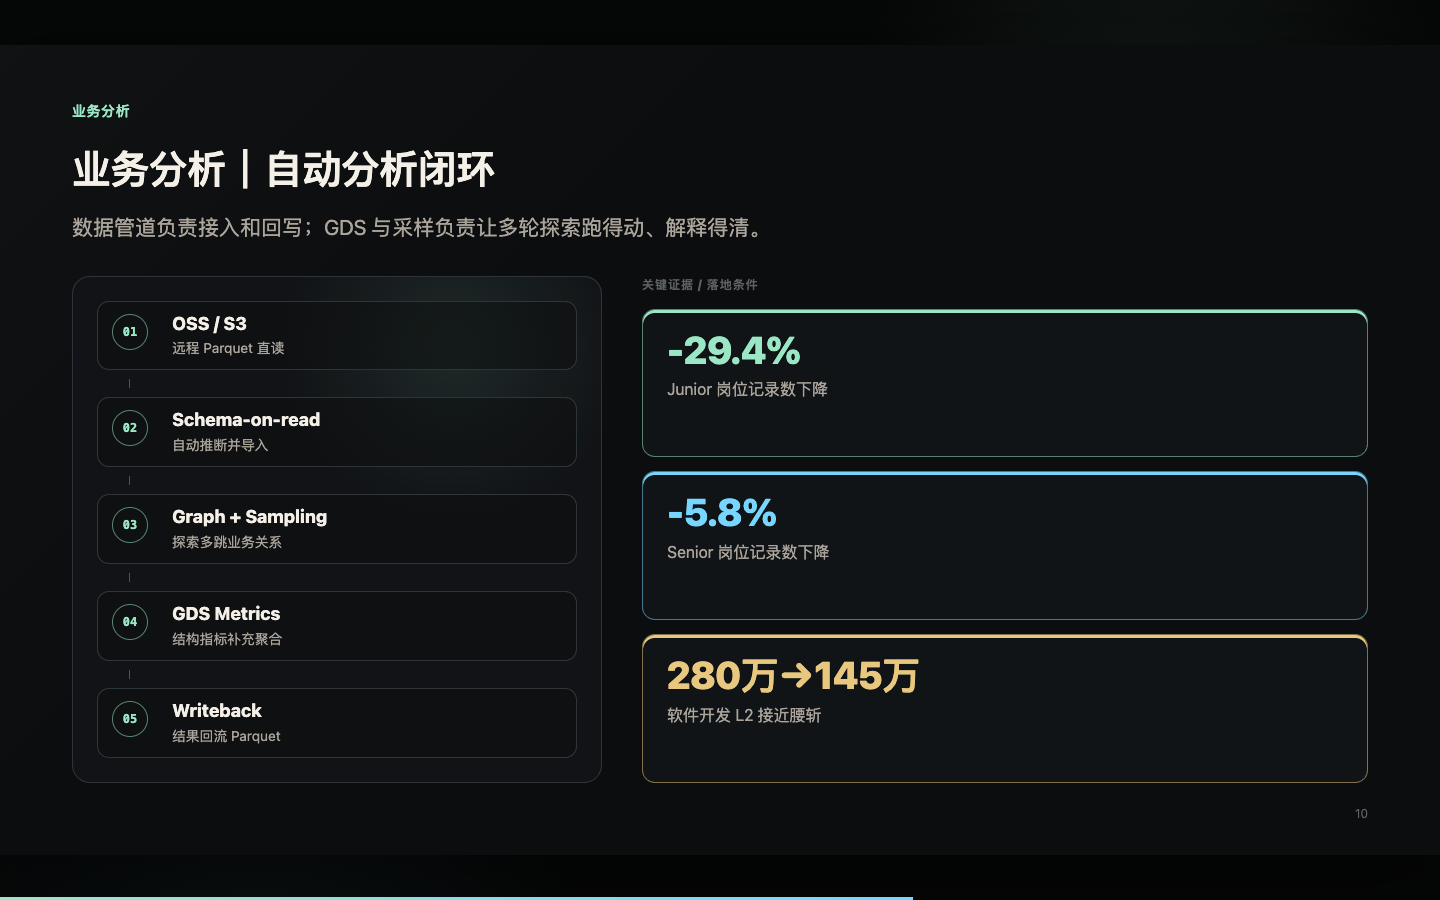 业务分析
业务分析｜自动分析闭环
数据管道负责接入和回写；GDS 与采样负责让多轮探索跑得动、解释得清。
01
OSS / S3
远程 Parquet 直读
02
Schema-on-read
自动推断并导入
03
Graph + Sampling
探索多跳业务关系
04
GDS Metrics
结构指标补充聚合
05
Writeback
结果回流 Parquet
关键证据 / 落地条件
-29.4%
Junior 岗位记录数下降
-5.8%
Senior 岗位记录数下降
280万→145万
软件开发 L2 接近腰斩
10